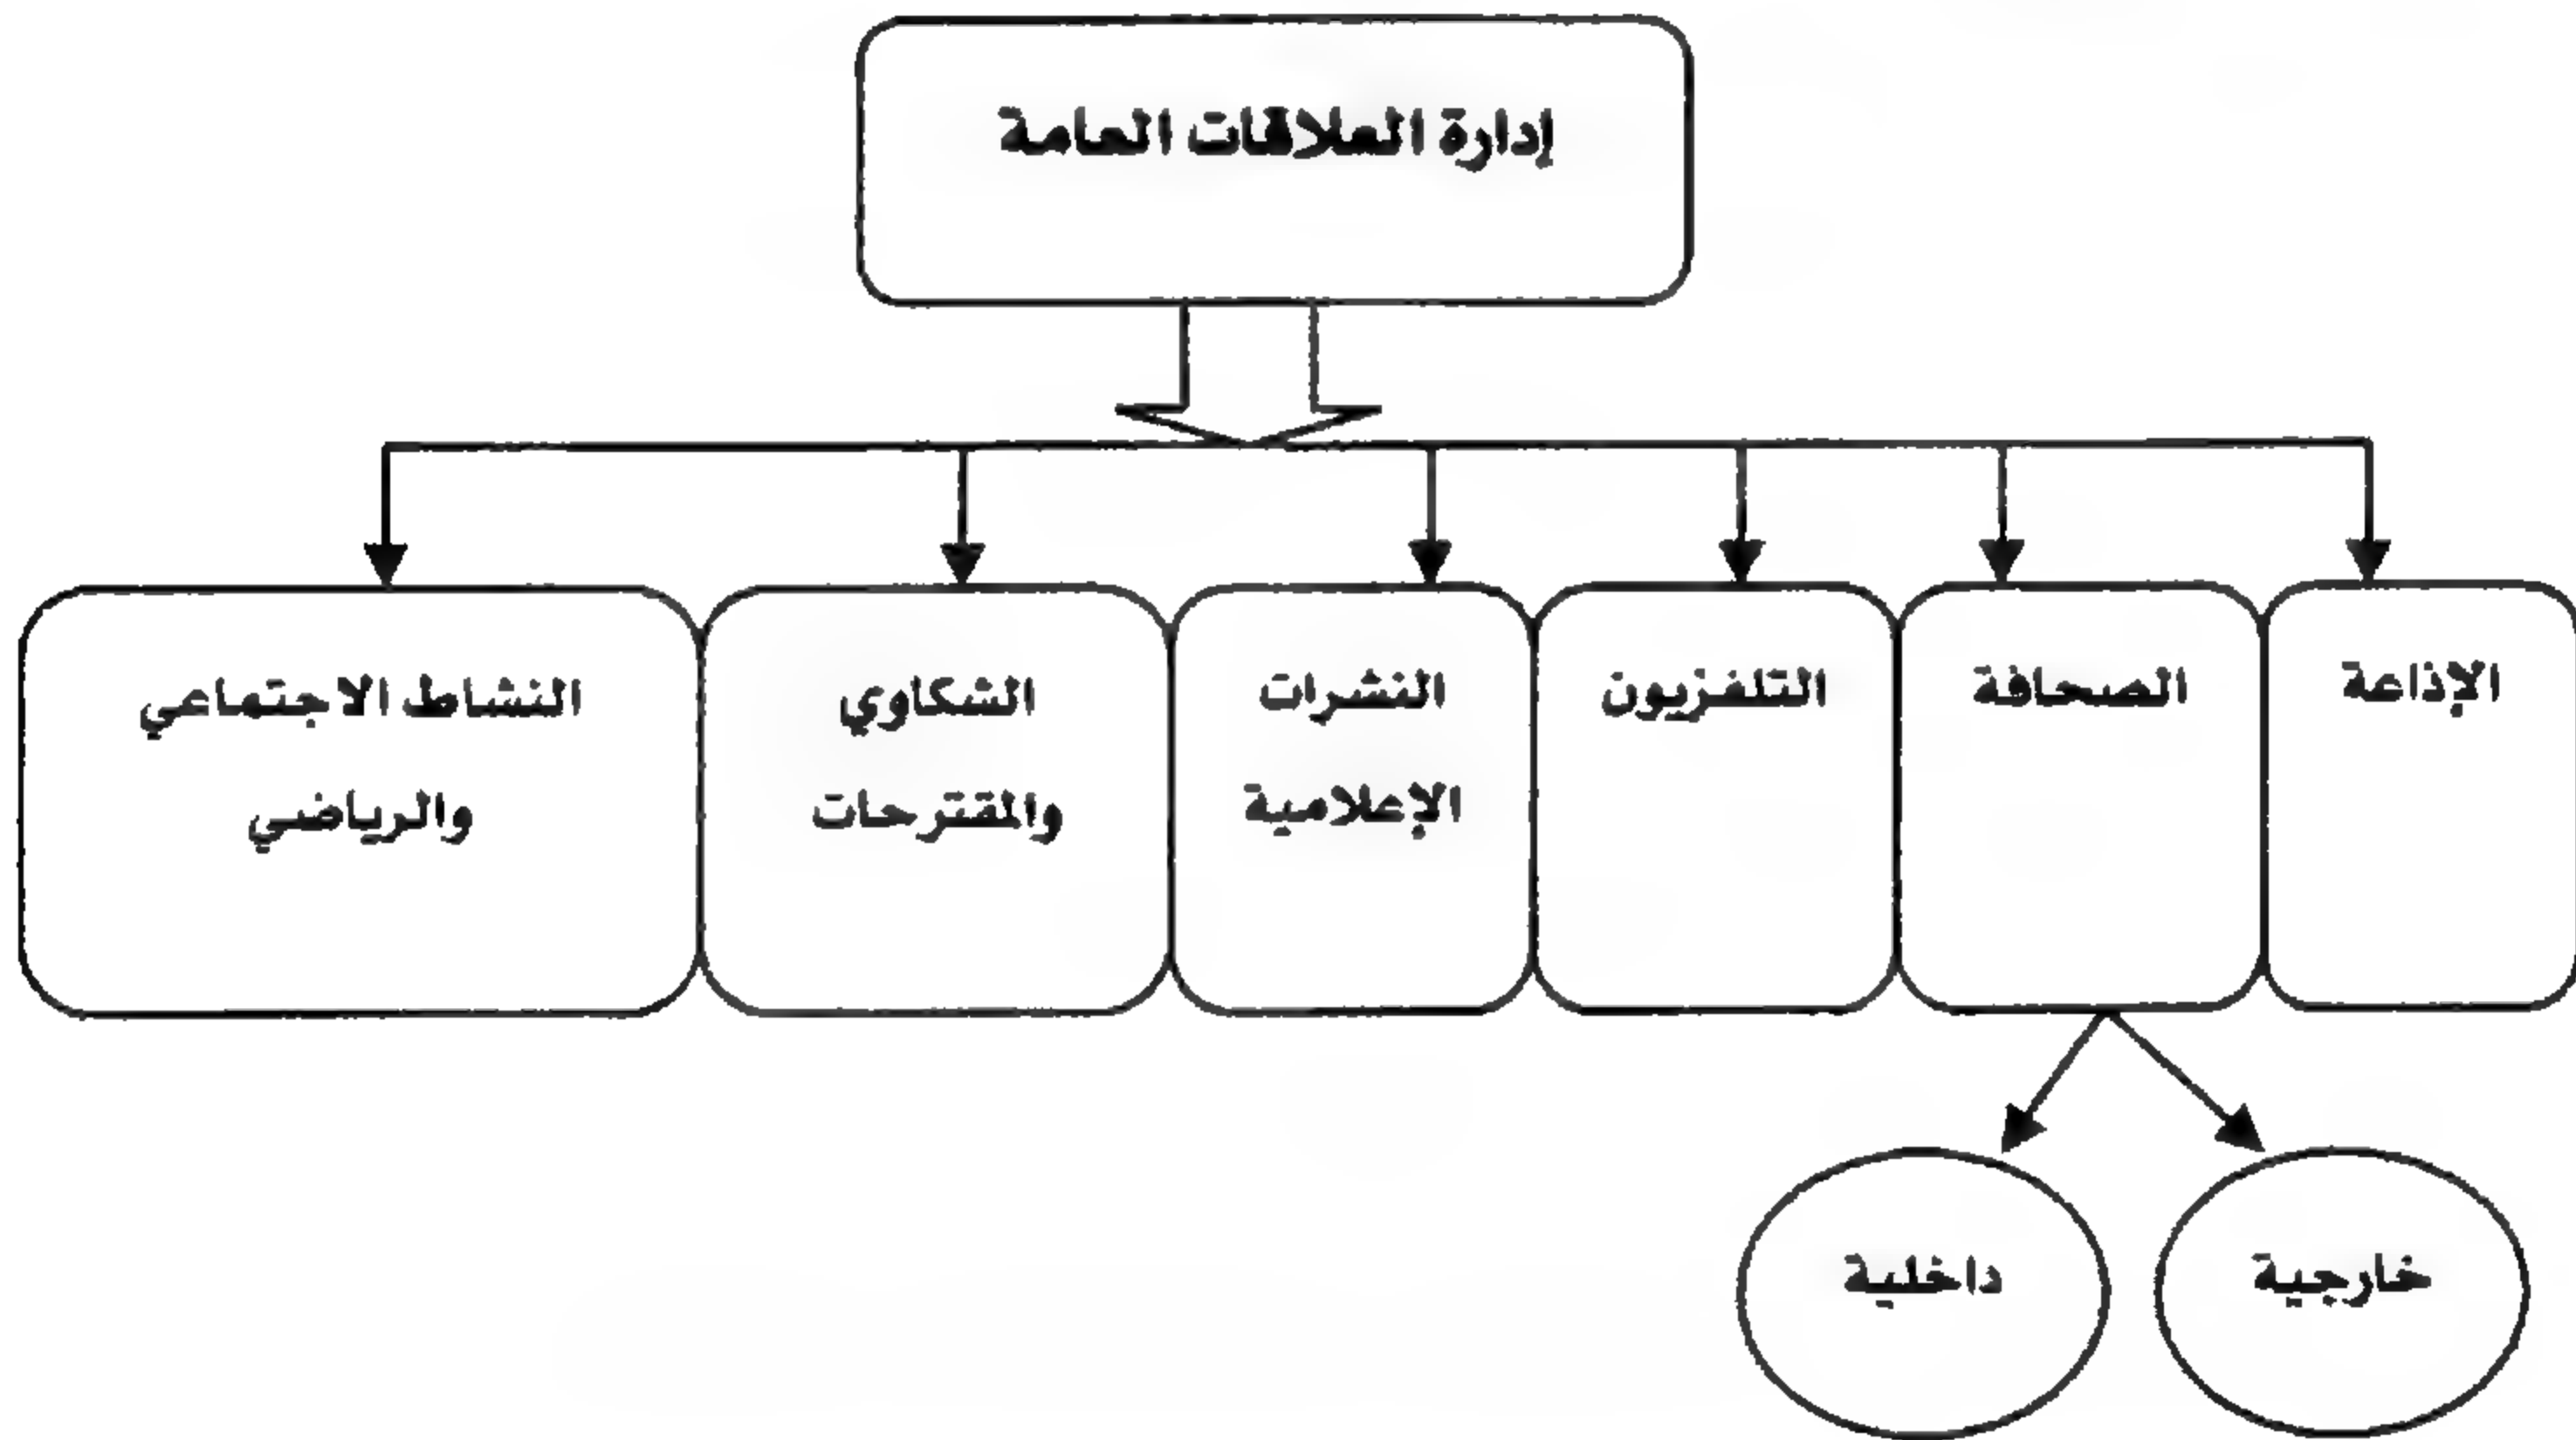 إدارة العلاقات العامة
الإذاعة
الصحافة
التلفزيون
النشرات
الإعلامية
الشكاوي
والمقترحات
النشاط الاجتماعي
والرياضي
خارجية
داخلية